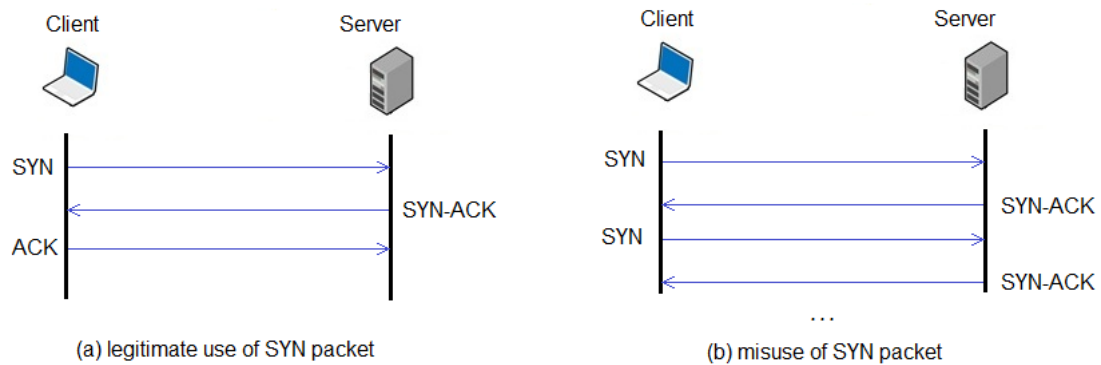 Client
Server
SYN
SYN-ACK
ACK
(a) legitimate use of SYN packet
Client
Server
SYN
SYN-ACK
SYN
SYN-ACK
...
(b) misuse of SYN packet